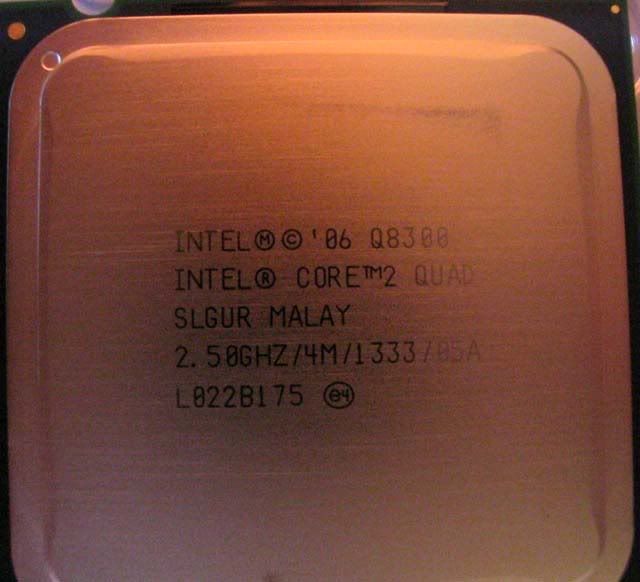 INTEL Ⓜ © '06 Q8300
INTEL® CORE™2 QUAD
SLGUR MALAY
2.50GHZ/4M/1333/05A
L022B175 e4